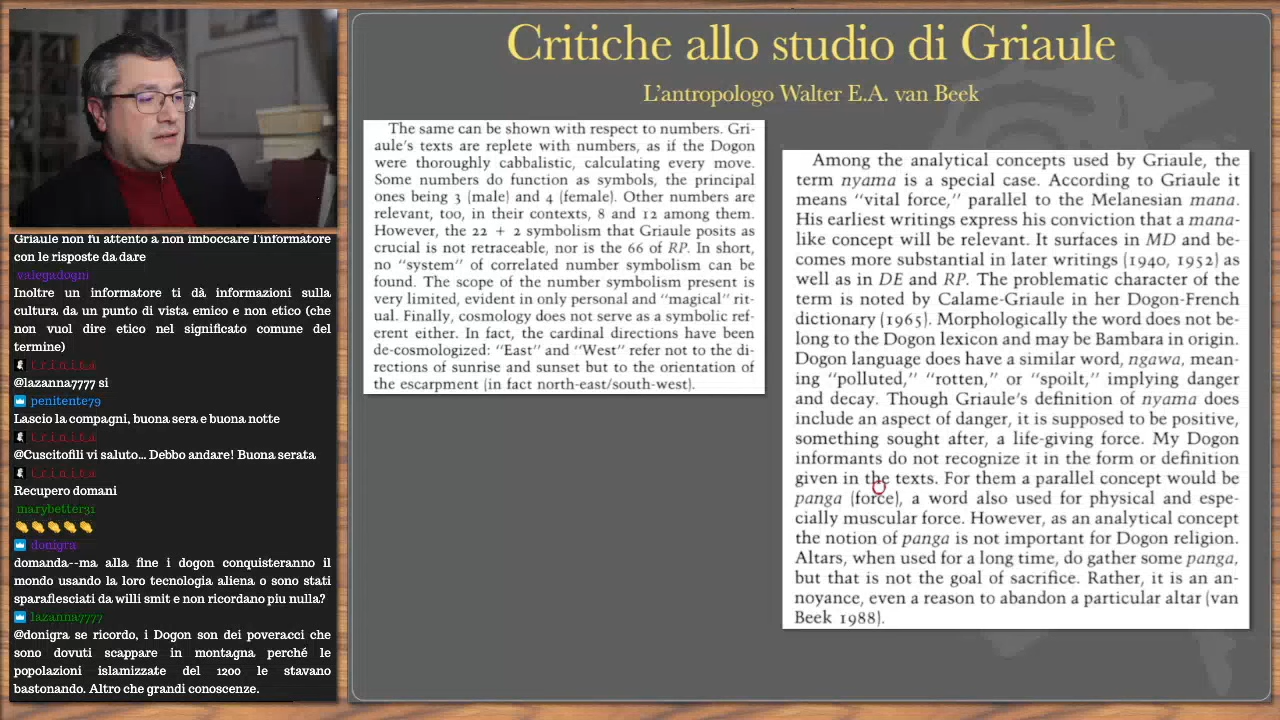 Critiche allo studio di Griaule
L'antropologo Walter E.A. van Beek
The same can be shown with respect to numbers. Gri-
aule's texts are replete with numbers, as if the Dogon
were thoroughly cabbalistic, calculating every move.
Some numbers do function as symbols, the principal
ones being 3 (male) and 4 (female). Other numbers are
relevant, too, in their contexts, 8 and 12 among them.
However, the 22 + 2 symbolism that Griaule posits as
crucial is not retraceable, nor is the 66 of RP. In short,
no "system" of correlated number symbolism can be
found. The scope of the number symbolism present is
very limited, evident in only personal and "magical" rit-
ual. Finally, cosmology does not serve as a symbolic ref-
erent either. In fact, the cardinal directions have been
de-cosmologized: "East" and "West" refer not to the di-
rections of sunrise and sunset but to the orientation of
the escarpment (in fact north-east/south-west).
Among the analytical concepts used by Griaule, the
term nyama is a special case. According to Griaule it
means "vital force," parallel to the Melanesian mana.
His earliest writings express his conviction that a mana-
like concept will be relevant. It surfaces in MD and be-
comes more substantial in later writings (1940, 1952) as
well as in DE and RP. The problematic character of the
term is noted by Calame-Griaule in her Dogon-French
dictionary (1965). Morphologically the word does not be-
long to the Dogon lexicon and may be Bambara in origin.
Dogon language does have a similar word, ngawa, mean-
ing "polluted," "rotten," or "spoilt," implying danger
and decay. Though Griaule's definition of nyama does
include an aspect of danger, it is supposed to be positive,
something sought after, a life-giving force. My Dogon
informants do not recognize it in the form or definition
given in the texts. For them a parallel concept would be
panga (force), a word also used for physical and espe-
cially muscular force. However, as an analytical concept
the notion of panga is not important for Dogon religion.
Altars, when used for a long time, do gather some panga,
but that is not the goal of sacrifice. Rather, it is an an-
noyance, even a reason to abandon a particular altar (van
Beek 1988).
Griaule non fu attento a non imboccare l'informatore
con le risposte da dare
valegadogni
Inoltre un informatore ti dà informazioni sulla
cultura da un punto di vista emico e non etico (che
non vuol dire etico nel significato comune del
termine)
@lazanna7777 si
penitente79
Lascio la compagni, buona sera e buona notte
@Cuscitofili vi saluto... Debbo andare! Buona serata
Recupero domani
marybetter31
👏👏👏👏👏
donigra
domanda--ma alla fine i dogon conquisteranno il
mondo usando la loro tecnologia aliena o sono stati
sparaflesciati da willi smit e non ricordano piu nulla?
lazanna7777
@donigra se ricordo, i Dogon son dei poveracci che
sono dovuti scappare in montagna perché le
popolazioni islamizzate del 1200 le stavano
bastonando. Altro che grandi conoscenze.